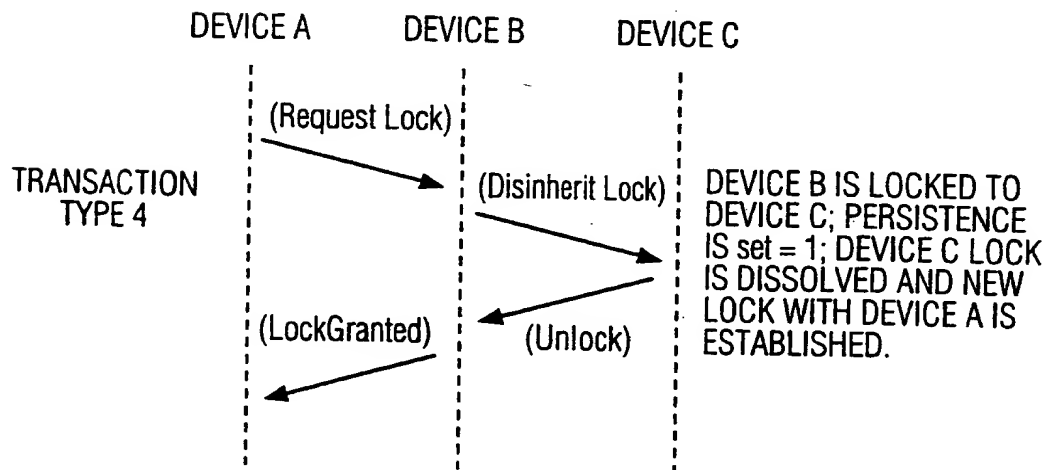 DEVICE A
DEVICE B
DEVICE C
(Request Lock)
TRANSACTION
TYPE 4
(Disinherit Lock)
DEVICE B IS LOCKED TO
DEVICE C; PERSISTENCE
IS set = 1; DEVICE C LOCK
IS DISSOLVED AND NEW
LOCK WITH DEVICE A IS
ESTABLISHED.
(LockGranted)
(Unlock)